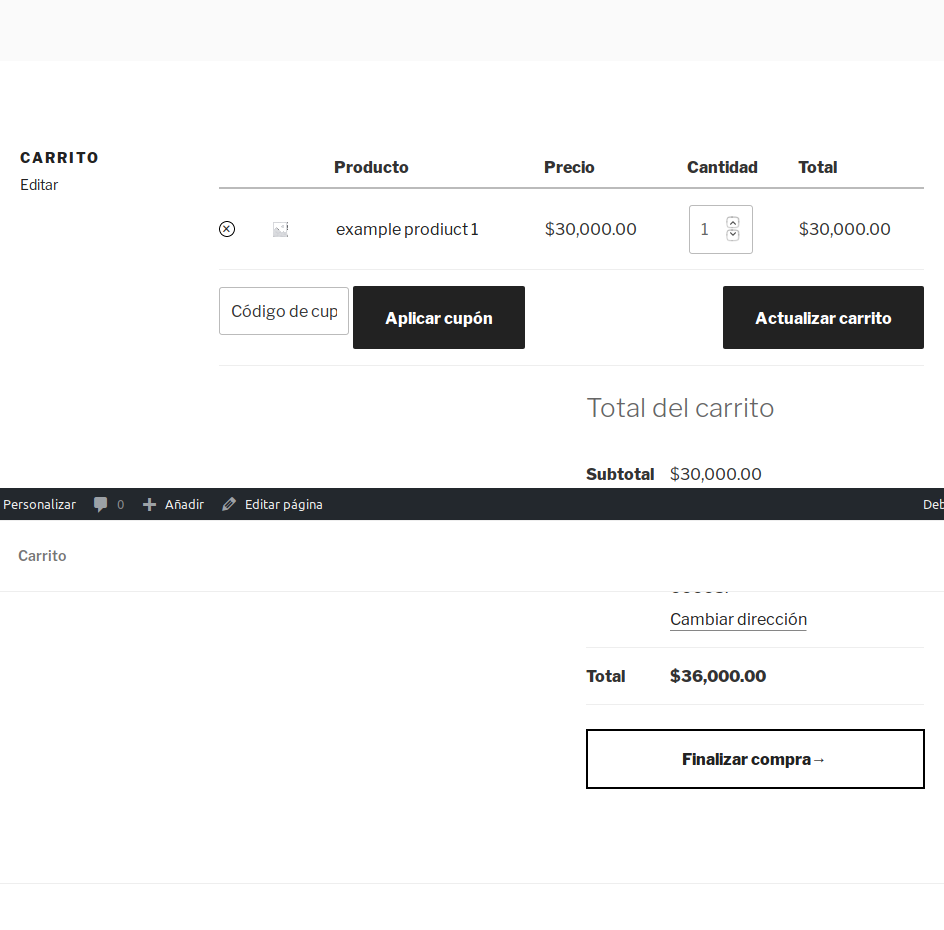 CARRITO
Editar
Producto Precio Cantidad Total
example prodiuct 1 $30,000.00 1 $30,000.00
Código de cup Aplicar cupón Actualizar carrito
Total del carrito
Subtotal $30,000.00
Personalizar 0 Añadir Editar página Deb
Carrito
Cambiar dirección
Total $36,000.00
Finalizar compra→